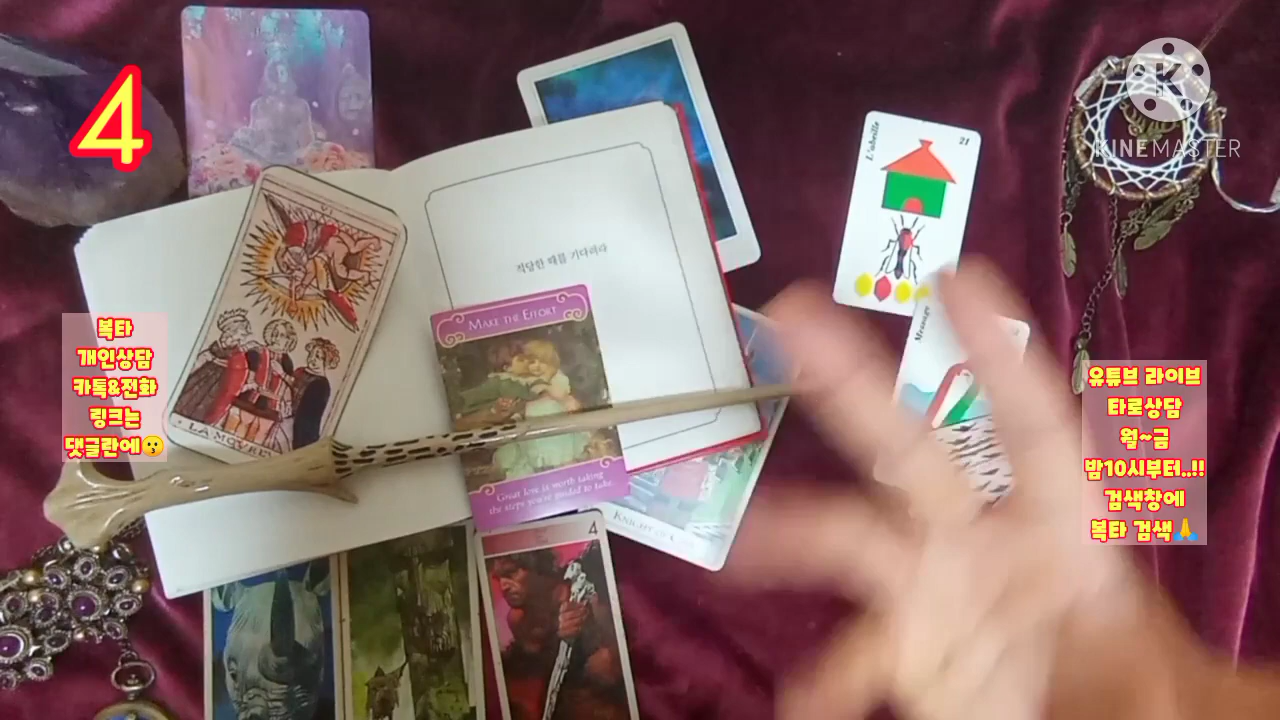 4
KINEMASTER
L'abeille
21
적당한 때를 기다려라
VI
MAKE THE EFFORT
Message
복타
개인상담
카톡&전화
링크는
댓글란에😗
유튜브 라이브
타로상담
월~금
밤10시부터..!!
검색창에
복타 검색🙏
Great love is worth taking
the steps you're guided to take.
KNIGHT OF
4